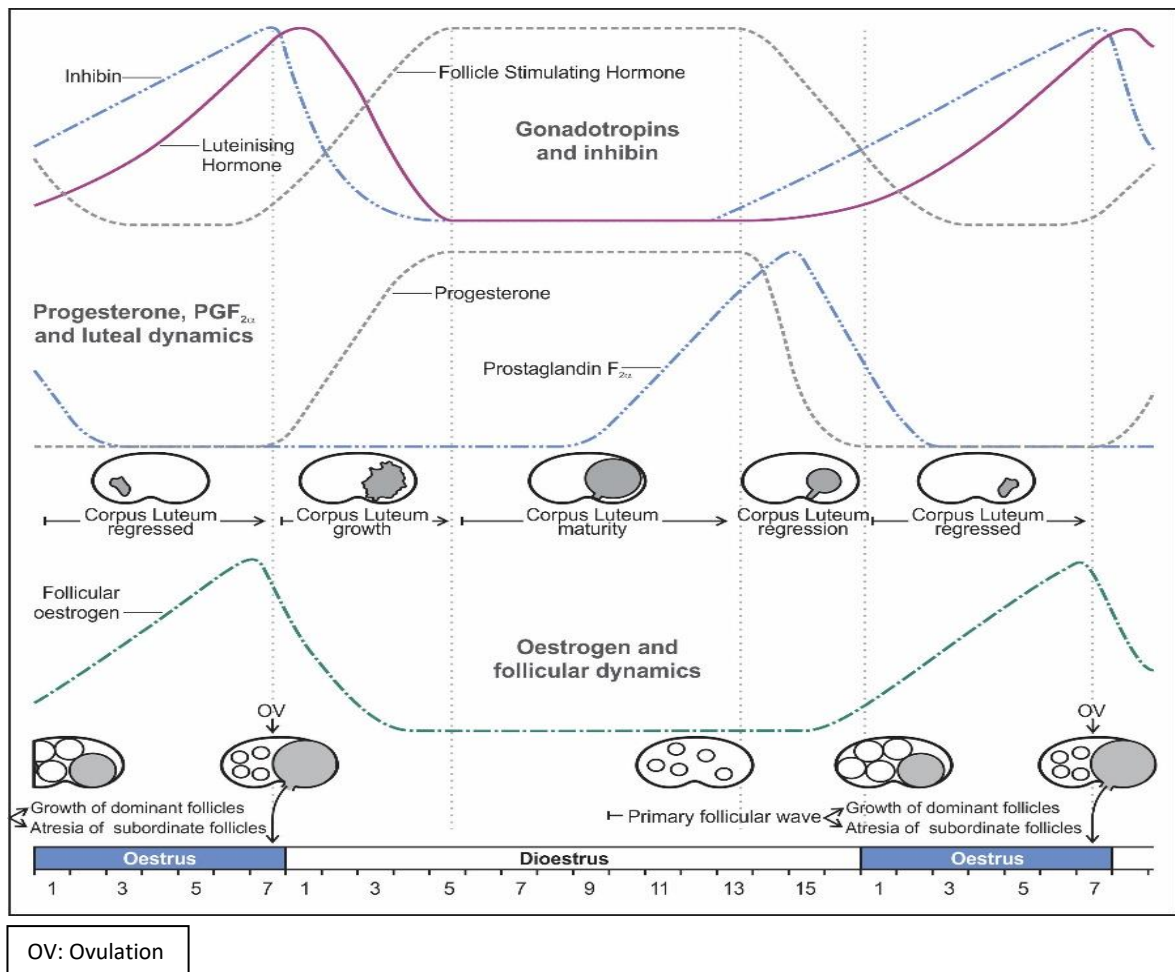 Inhibin
Follicle Stimulating Hormone
Luteinising
Hormone
Gonadotropins
and inhibin
Progesterone, PGF2α
and luteal dynamics
Progesterone
Prostaglandin F2α
Corpus Luteum
regressed
Corpus Luteum
growth
Corpus Luteum
maturity
Corpus Luteum
regression
Corpus Luteum
regressed
Follicular
oestrogen
Oestrogen and
follicular dynamics
OV
OV
Growth of dominant follicles
Atresia of subordinate follicles
Primary follicular wave
Growth of dominant follicles
Atresia of subordinate follicles
Oestrus
Dioestrus
Oestrus
1 3 5 7 1 3 5 7 9 11 13 15 1 3 5 7
OV: Ovulation